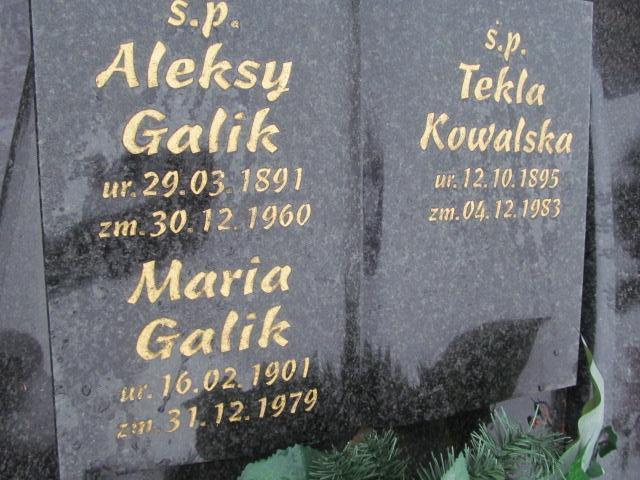 ś.p.
Aleksy
Galik
ur. 29.03.1891
zm. 30.12.1960
Maria
Galik
ur. 16.02.1901
zm. 31.12.1979
ś.p.
Tekla
Kowalska
ur. 12.10.1895
zm. 04.12.1983